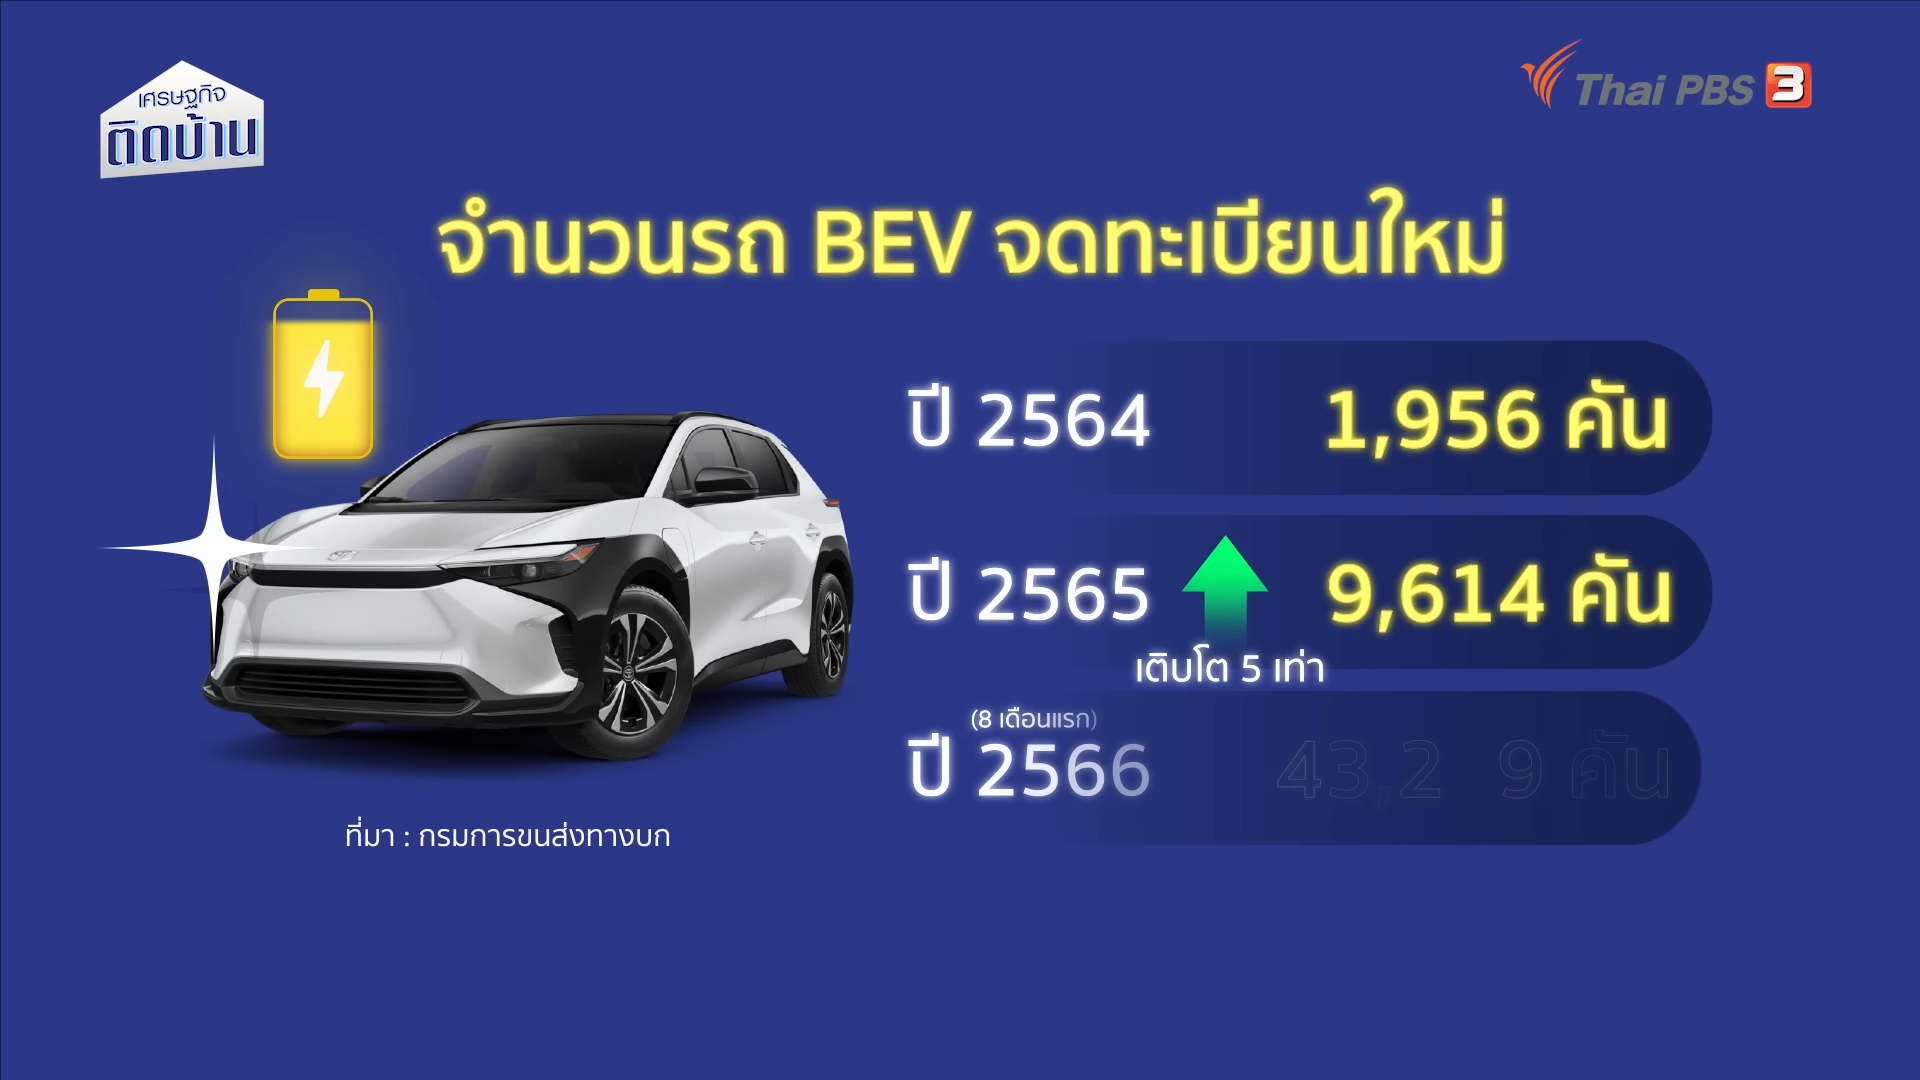 เศรษฐกิจ
ติดบ้าน
Thai PBS 3
จำนวนรถ BEV จดทะเบียนใหม่
ปี 2564 1,956 คัน
ปี 2565 9,614 คัน
เติบโต 5 เท่า
(8 เดือนแรก)
ปี 2566 คัน
ที่มา : กรมการขนส่งทางบก